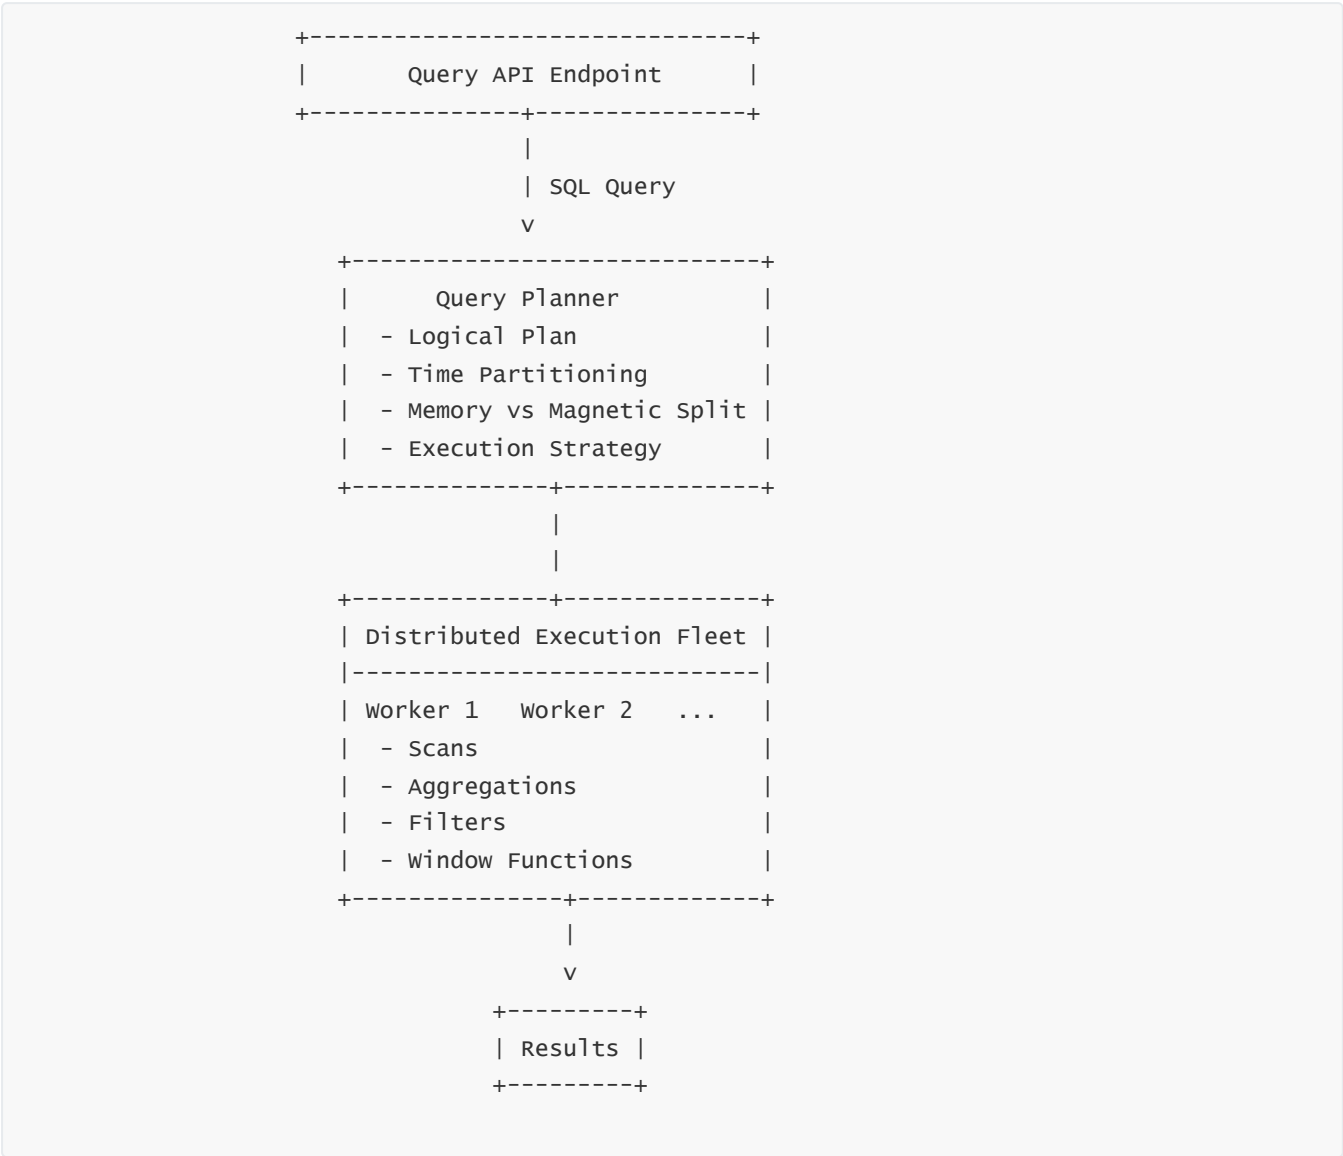 +-------------------------------+
|       Query API Endpoint      |
+---------------+---------------+
|
| SQL Query
v
+-----------------------------+
|      Query Planner          |
|  - Logical Plan             |
|  - Time Partitioning        |
|  - Memory vs Magnetic Split |
|  - Execution Strategy       |
+--------------+--------------+
|
|
+--------------+--------------+
| Distributed Execution Fleet |
|-----------------------------|
| Worker 1   Worker 2   ...   |
|  - Scans                    |
|  - Aggregations             |
|  - Filters                  |
|  - Window Functions         |
+---------------+-------------+
|
v
+---------+
| Results |
+---------+